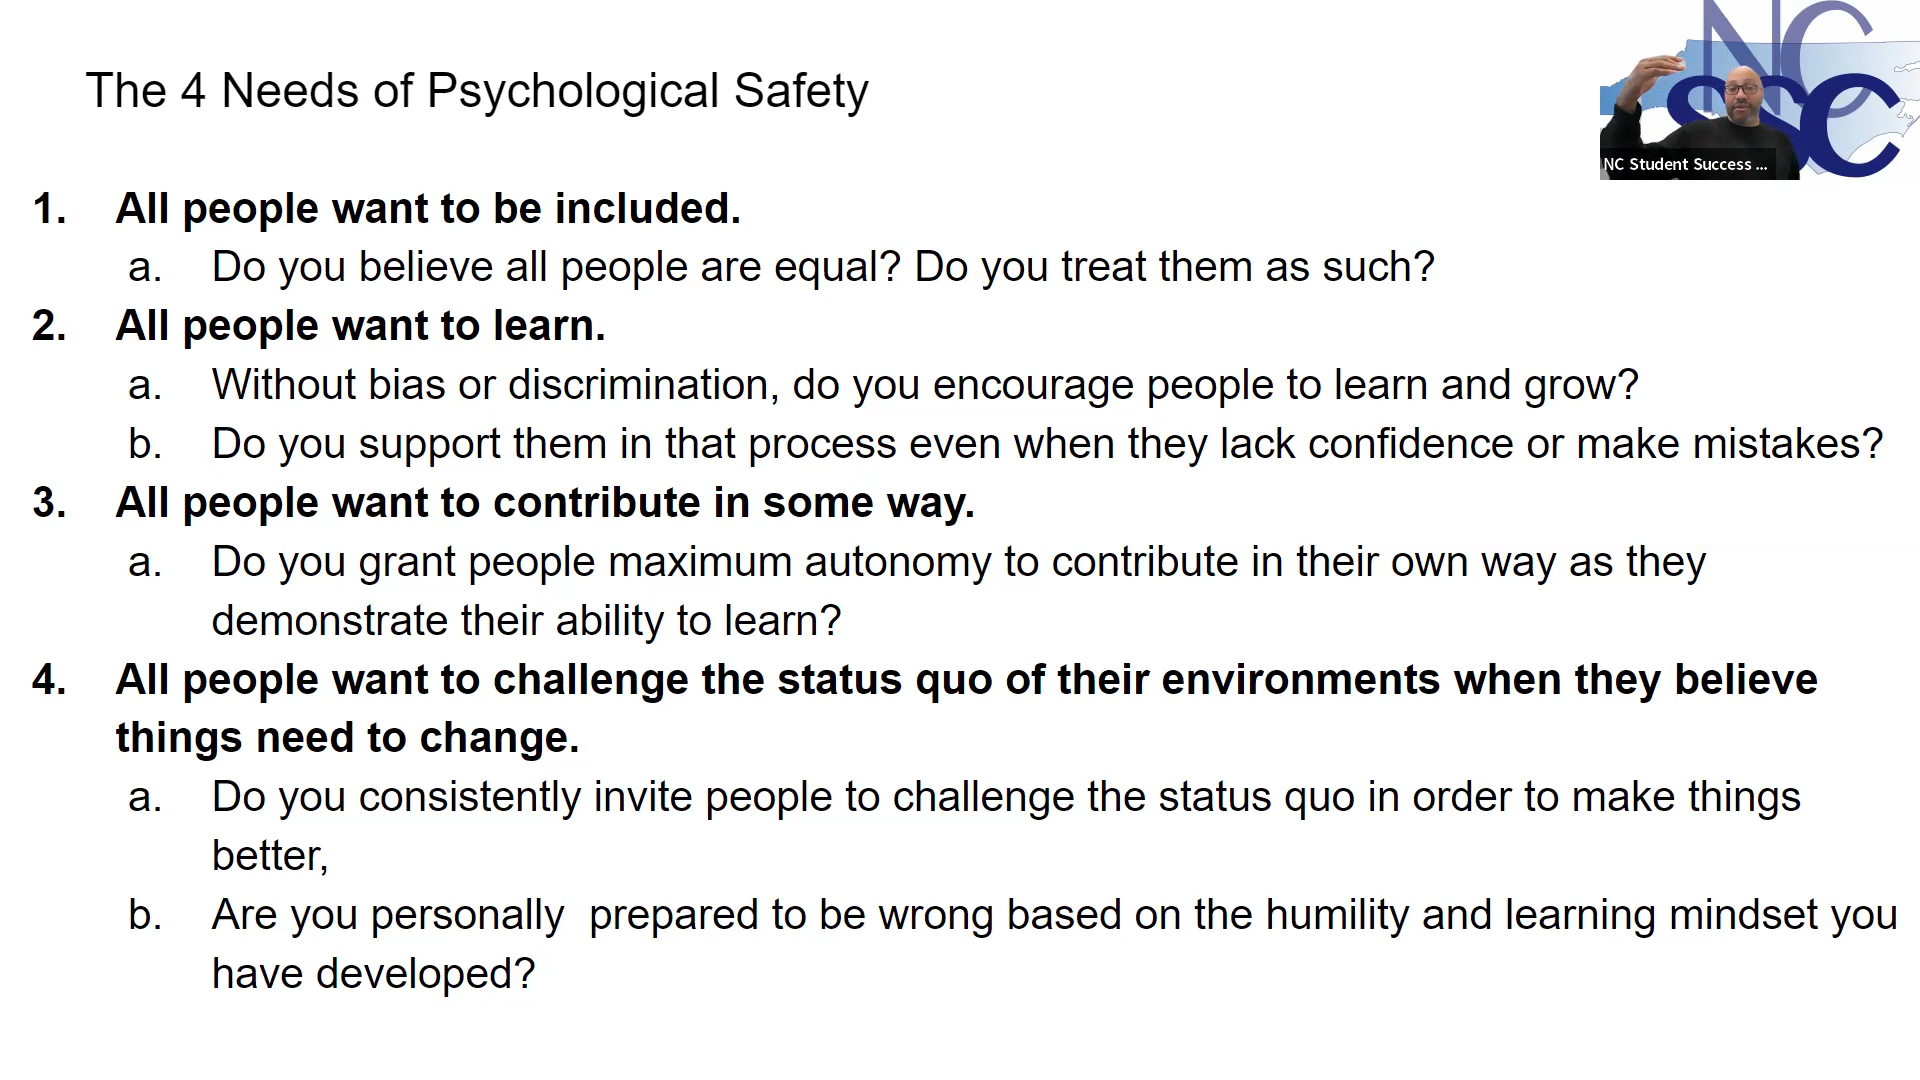 The 4 Needs of Psychological Safety
NC
SSC
NC Student Success ...
1. All people want to be included.
a. Do you believe all people are equal? Do you treat them as such?
2. All people want to learn.
a. Without bias or discrimination, do you encourage people to learn and grow?
b. Do you support them in that process even when they lack confidence or make mistakes?
3. All people want to contribute in some way.
a. Do you grant people maximum autonomy to contribute in their own way as they
demonstrate their ability to learn?
4. All people want to challenge the status quo of their environments when they believe
things need to change.
a. Do you consistently invite people to challenge the status quo in order to make things
better,
b. Are you personally  prepared to be wrong based on the humility and learning mindset you
have developed?